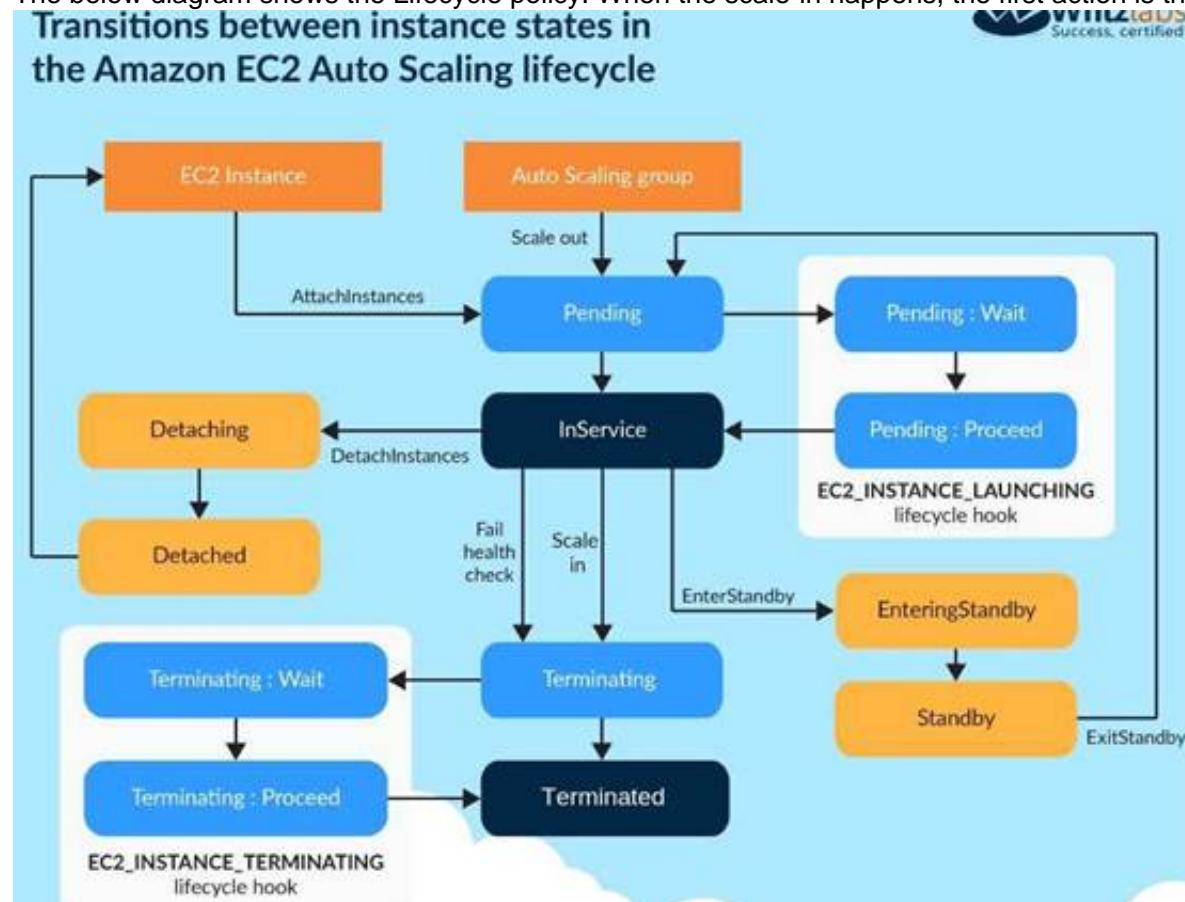 The below diagram shows the Lifecycle policy. When the scale-in happens, the first action is th
Transitions between instance states in
the Amazon EC2 Auto Scaling lifecycle
Whizlabs
Success, certified
EC2 Instance
Auto Scaling group
Scale out
AttachInstances
Pending
Pending : Wait
Detaching
DetachInstances
InService
Pending : Proceed
EC2_INSTANCE_LAUNCHING
lifecycle hook
Detached
Fail
health
check
Scale
in
EnterStandby
EnteringStandby
Terminating : Wait
Terminating
Standby
ExitStandby
Terminating : Proceed
Terminated
EC2_INSTANCE_TERMINATING
lifecycle hook